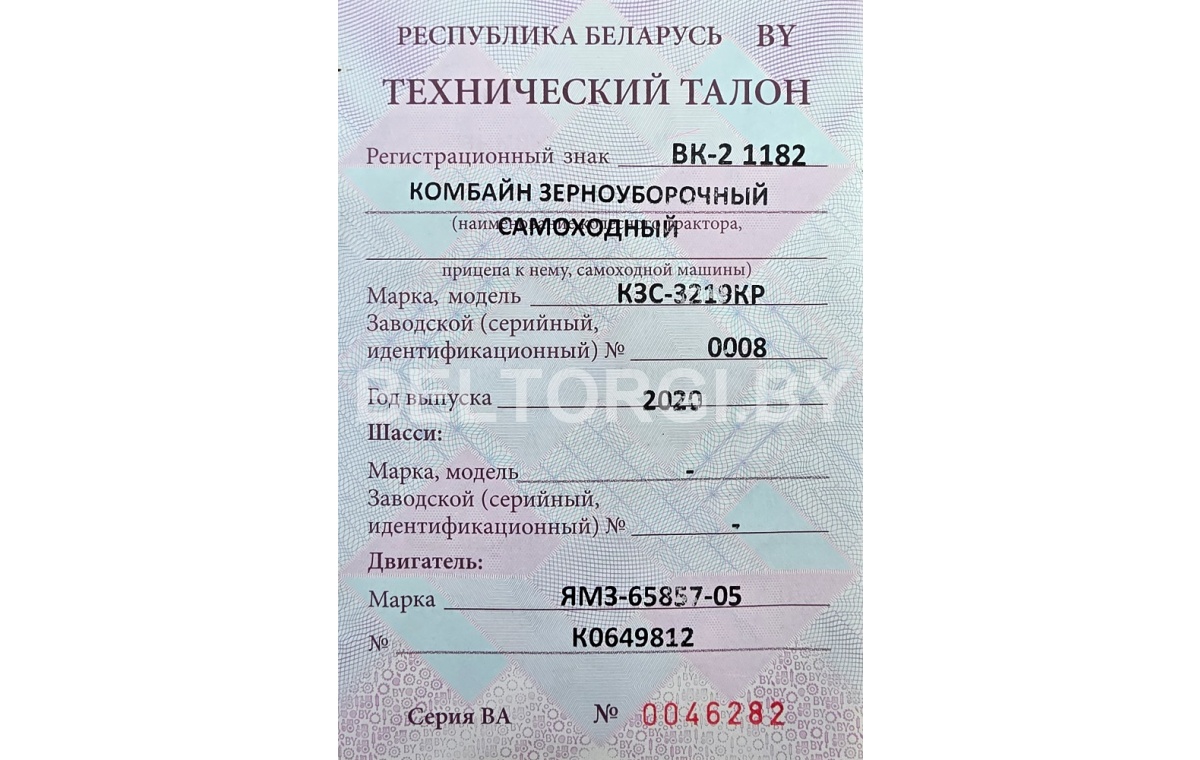 РЕСПУБЛИКА БЕЛАРУСЬ BY
ТЕХНИЧЕСКИЙ ТАЛОН
Регистрационный знак ВК-2 1182
КОМБАЙН ЗЕРНОУБОРОЧНЫЙ
САМОХОДНЫЙ
трактора,
прицепа к нему, самоходной машины)
Марка, модель КЗС-3219КР
Заводской (серийный,
идентификационный) № 0008
BELTORGI.BY
Год выпуска 2020
Шасси:
Марка, модель -
Заводской (серийный,
идентификационный) № -
Двигатель:
Марка ЯМЗ-65857-05
№ К0649812
Серия ВА № 0046282